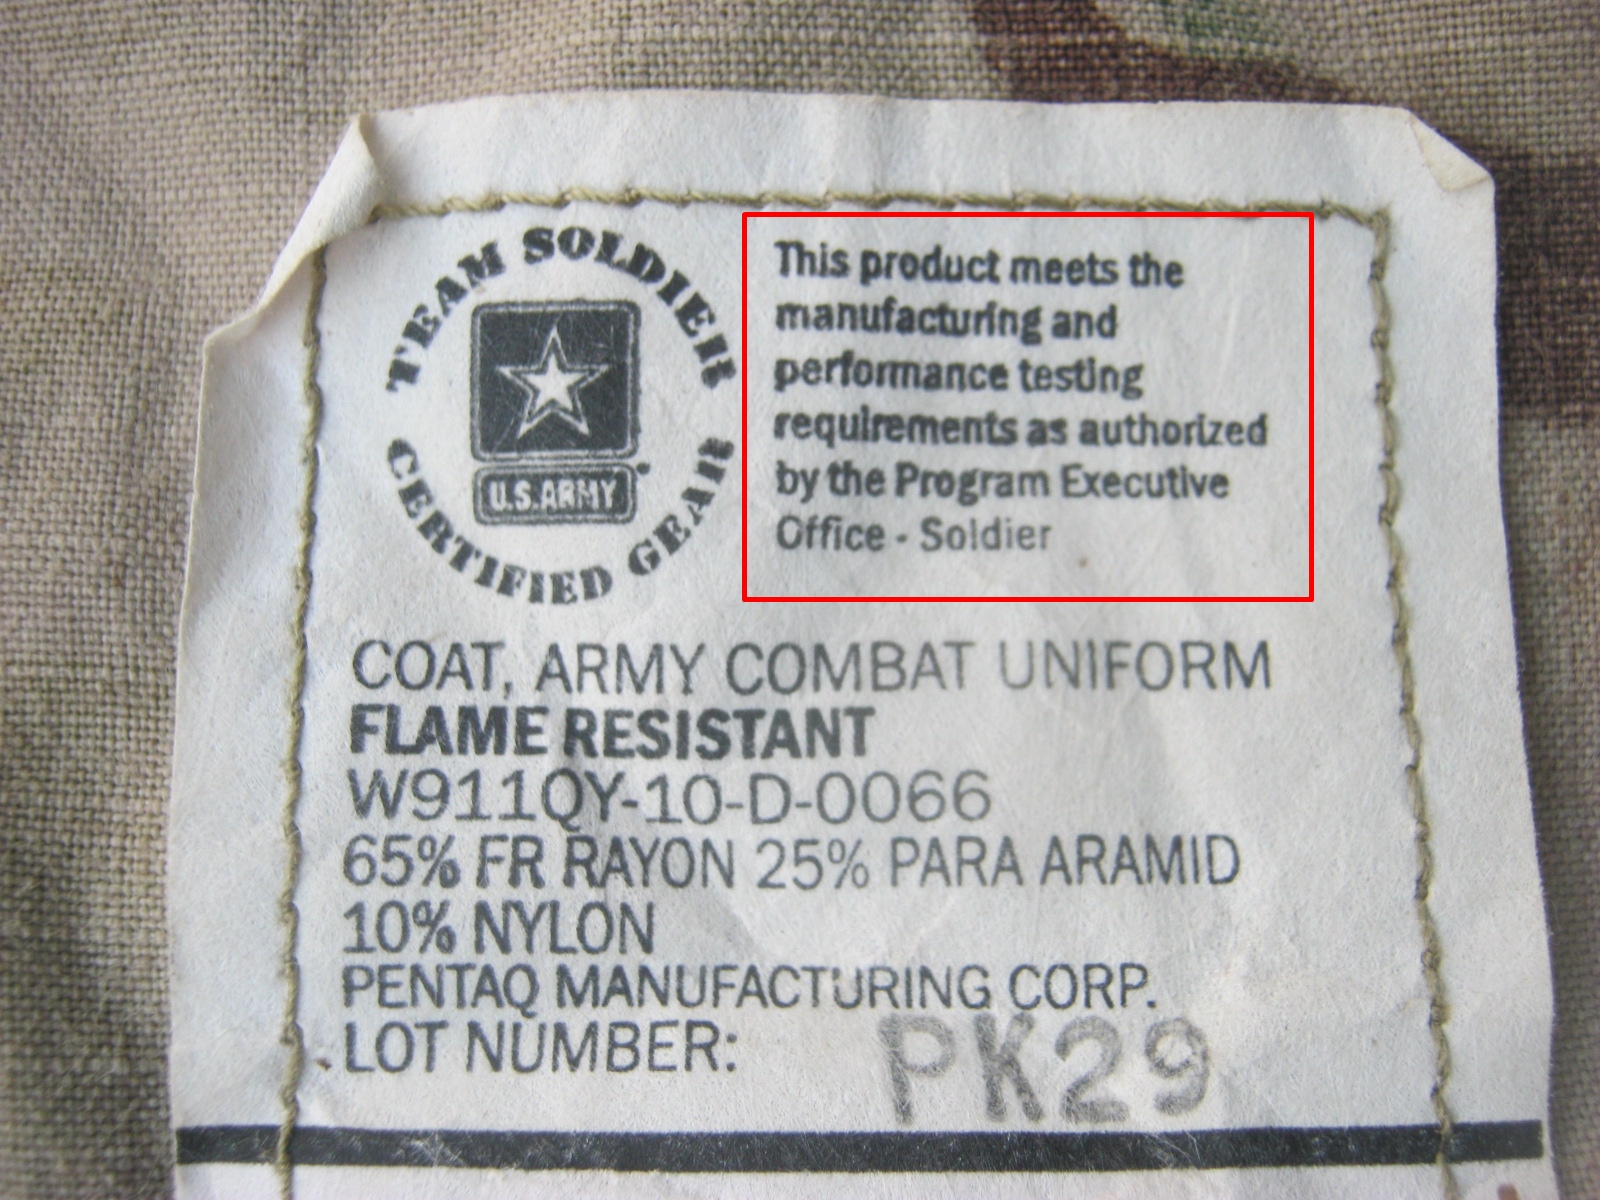 TEAM SOLDIER
CERTIFIED GEAR
U.S.ARMY
This product meets the
manufacturing and
performance testing
requirements as authorized
by the Program Executive
Office - Soldier
COAT, ARMY COMBAT UNIFORM
FLAME RESISTANT
W911QY-10-D-0066
65% FR RAYON 25% PARA ARAMID
10% NYLON
PENTAQ MANUFACTURING CORP.
LOT NUMBER: PK29